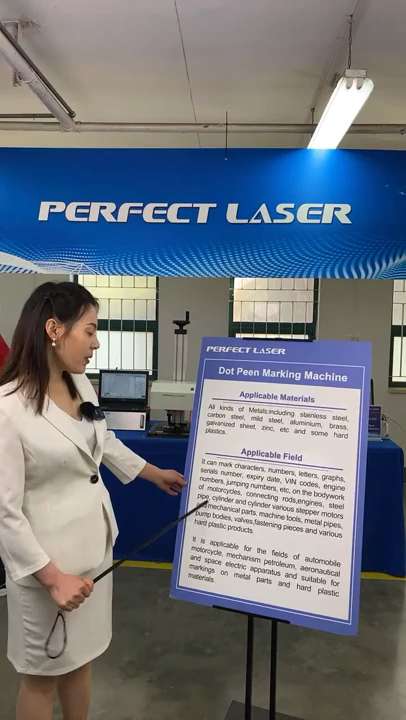 PERFECT LASER
PERFECT LASER
Dot Peen Marking Machine
Applicable Materials
All kinds of Metals:including stainless steel,
carbon steel, mild steel, aluminium, brass,
galvanized sheet, zinc, etc and some hard
plastics.
Applicable Field
It can mark characters, numbers, letters, graphs,
serials number, expry date, VIN codes, engine
numbers, jumping numbers, etc, on the bodywork
of motorcycles, connecting rods,engines, steel
pipe, cylinder and cylinder various stepper motors
mechanical parts, machine tools, metal pipes,
pump bodies, valves,fastening pieces and various
hard plastic products.
It is applicable for the fields of automobile
motorcycle, mechanism petroleum, aeronautical
and space electric apparatus and suitable for
markings on metal parts and hard plastic
materials.